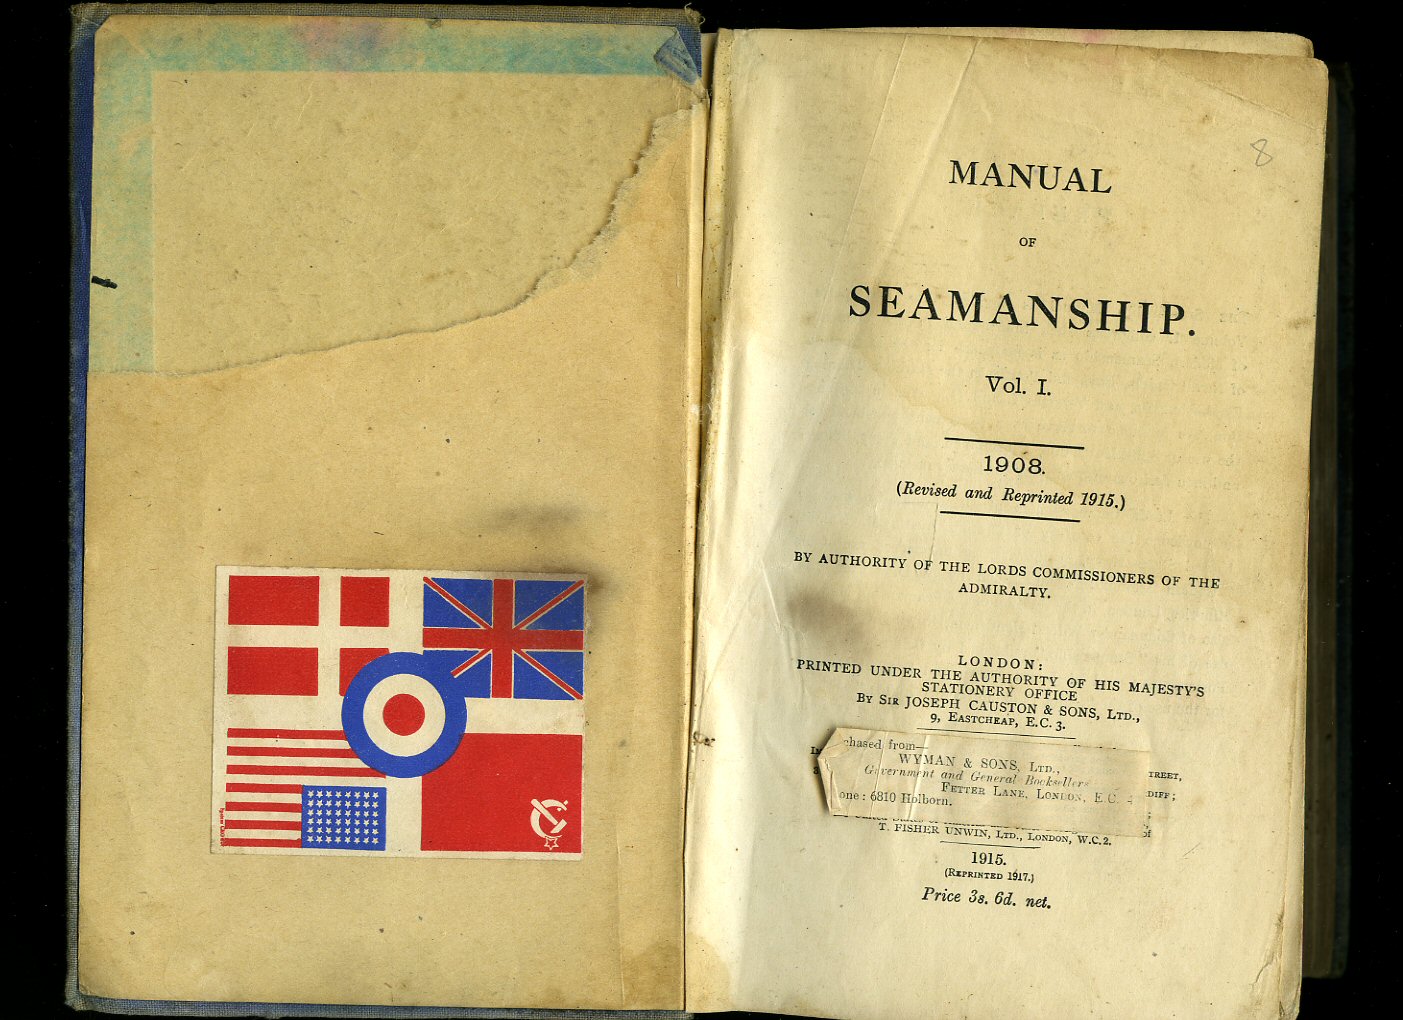 8
MANUAL
OF
SEAMANSHIP.
Vol. I.
1908.
(Revised and Reprinted 1915.)
BY AUTHORITY OF THE LORDS COMMISSIONERS OF THE
ADMIRALTY.
LONDON:
PRINTED UNDER THE AUTHORITY OF HIS MAJESTY'S
STATIONERY OFFICE
BY SIR JOSEPH CAUSTON & SONS, LTD.,
9, EASTCHEAP, E.C. 3.
chased from—
WYMAN & SONS, LTD.,
Government and General Booksellers
FETTER LANE, LONDON, E.C. 4
one: 6810 Holborn.
TREET,
DIFF;
T. FISHER UNWIN, LTD., LONDON, W.C.2.
1915.
(REPRINTED 1917.)
Price 3s. 6d. net.